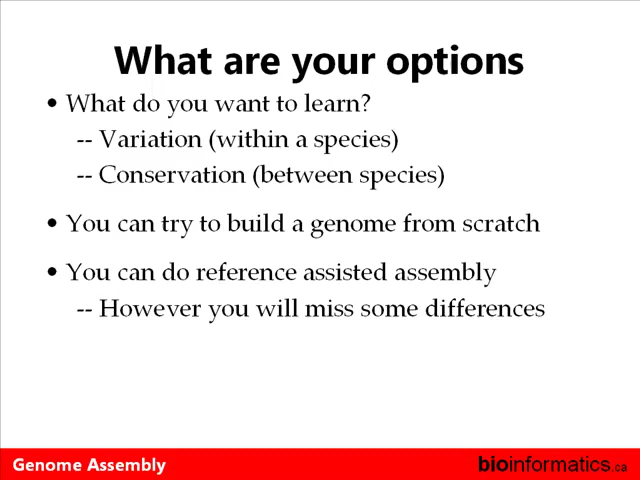 What are your options
• What do you want to learn?
-- Variation (within a species)
-- Conservation (between species)
• You can try to build a genome from scratch
• You can do reference assisted assembly
-- However you will miss some differences
Genome Assembly
bioinformatics.ca